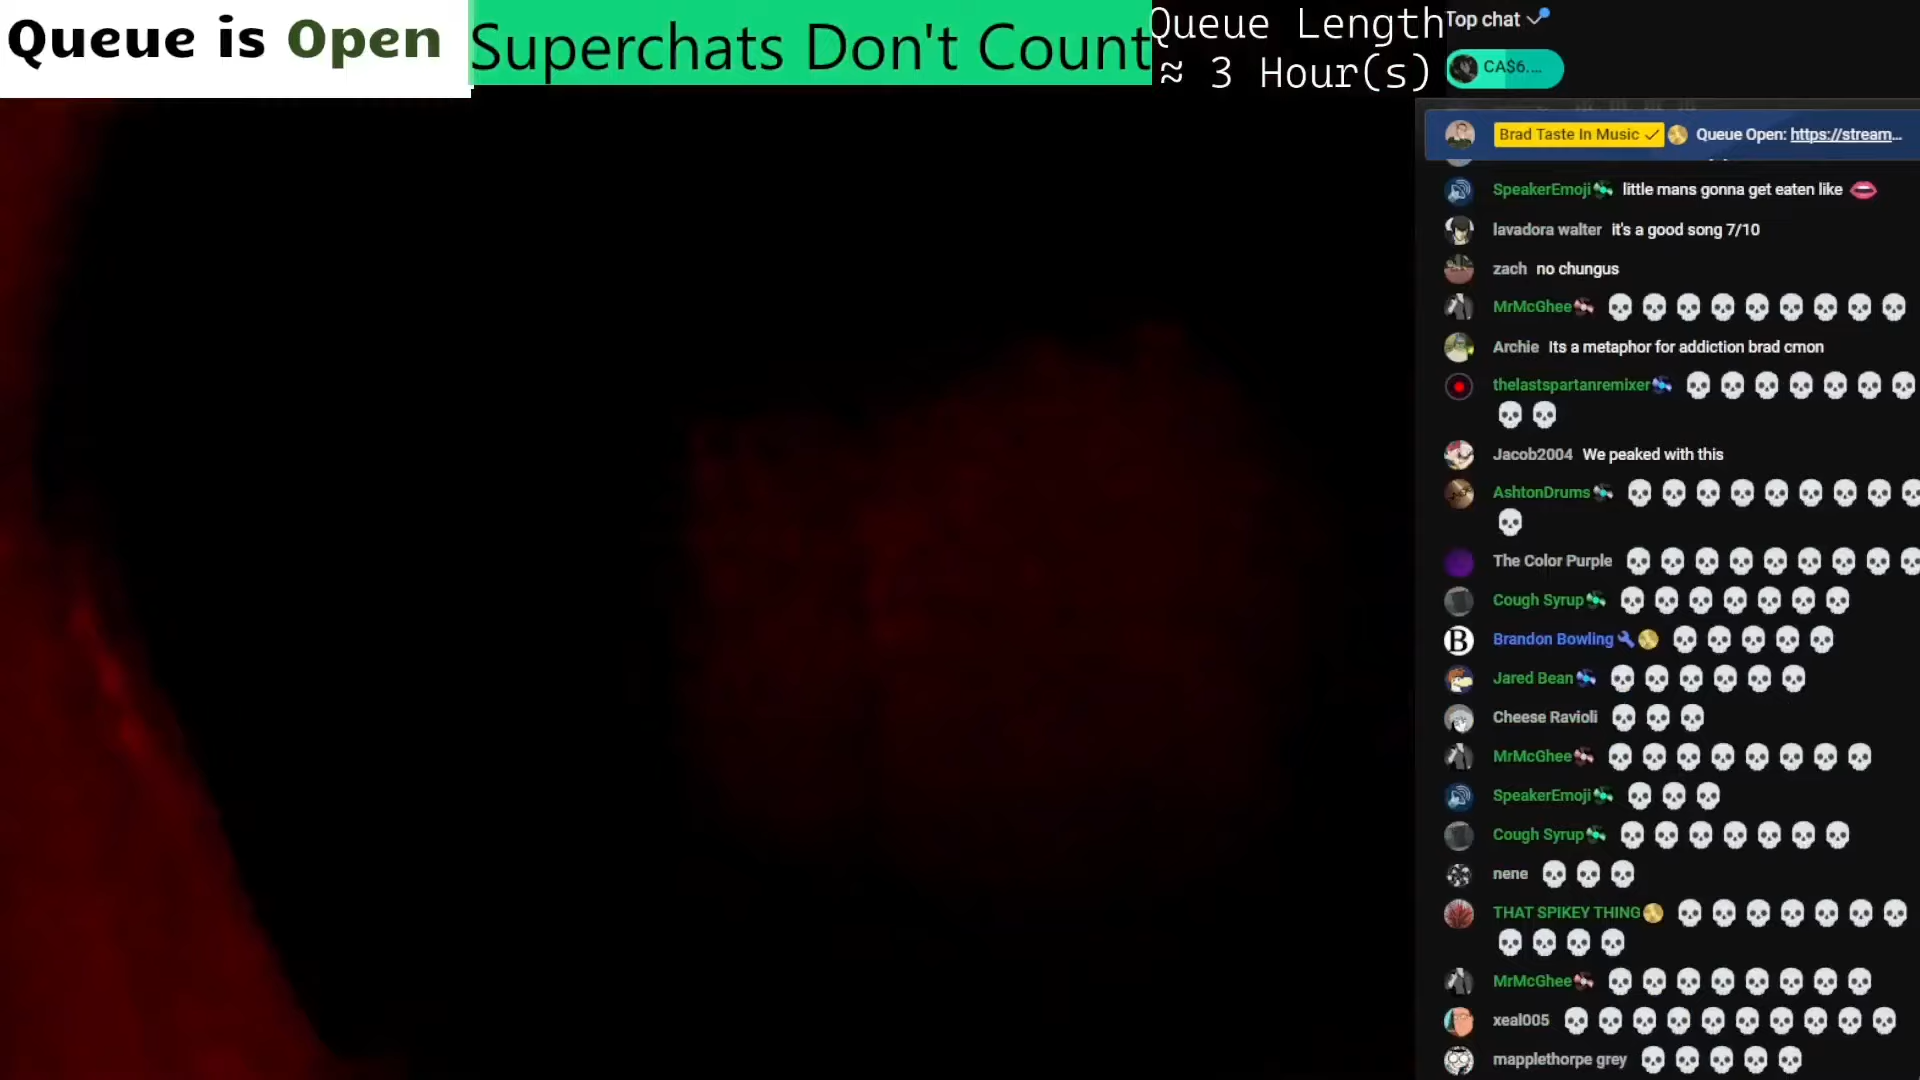 Queue is Open
Superchats Don't Count
Queue Length
≈ 3 Hour(s)
Top chat
CA$6....
Brad Taste In Music Queue Open: https://stream...
SpeakerEmoji little mans gonna get eaten like 🫦
lavadora walter it's a good song 7/10
zach no chungus
MrMcGhee 💀💀💀💀💀💀💀💀💀
Archie Its a metaphor for addiction brad cmon
thelastspartanremixer 💀💀💀💀💀💀💀
💀💀
Jacob2004 We peaked with this
AshtonDrums 💀💀💀💀💀💀💀💀💀
💀
The Color Purple 💀💀💀💀💀💀💀💀💀
Cough Syrup 💀💀💀💀💀💀💀
Brandon Bowling 💀💀💀💀💀
Jared Bean 💀💀💀💀💀💀
Cheese Ravioli 💀💀💀
MrMcGhee 💀💀💀💀💀💀💀💀
SpeakerEmoji 💀💀💀
Cough Syrup 💀💀💀💀💀💀💀
nene 💀💀💀
THAT SPIKEY THING 💀💀💀💀💀💀💀
💀💀💀💀
MrMcGhee 💀💀💀💀💀💀💀💀
xeal005 💀💀💀💀💀💀💀💀💀💀
mapplethorpe grey 💀💀💀💀💀